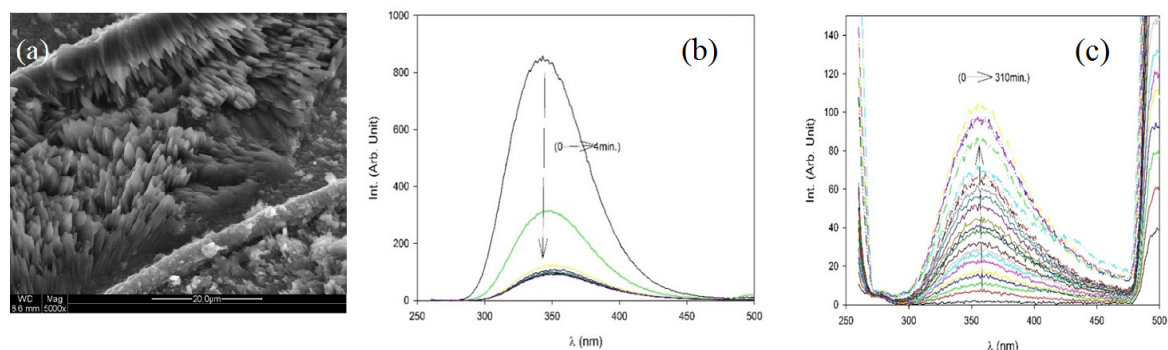 (a)
WD
8.6 mm
Vag
5000x
20.0µm
(b)
Int. (Arb. Unit)
1000
800
600
400
200
0
(0 ——> 4min.)
250
300
350
400
450
500
λ (nm)
(c)
Int. (Arb. Unit)
140
120
100
80
60
40
20
0
(0 ——> 310min.)
250
300
350
400
450
500
λ (nm)